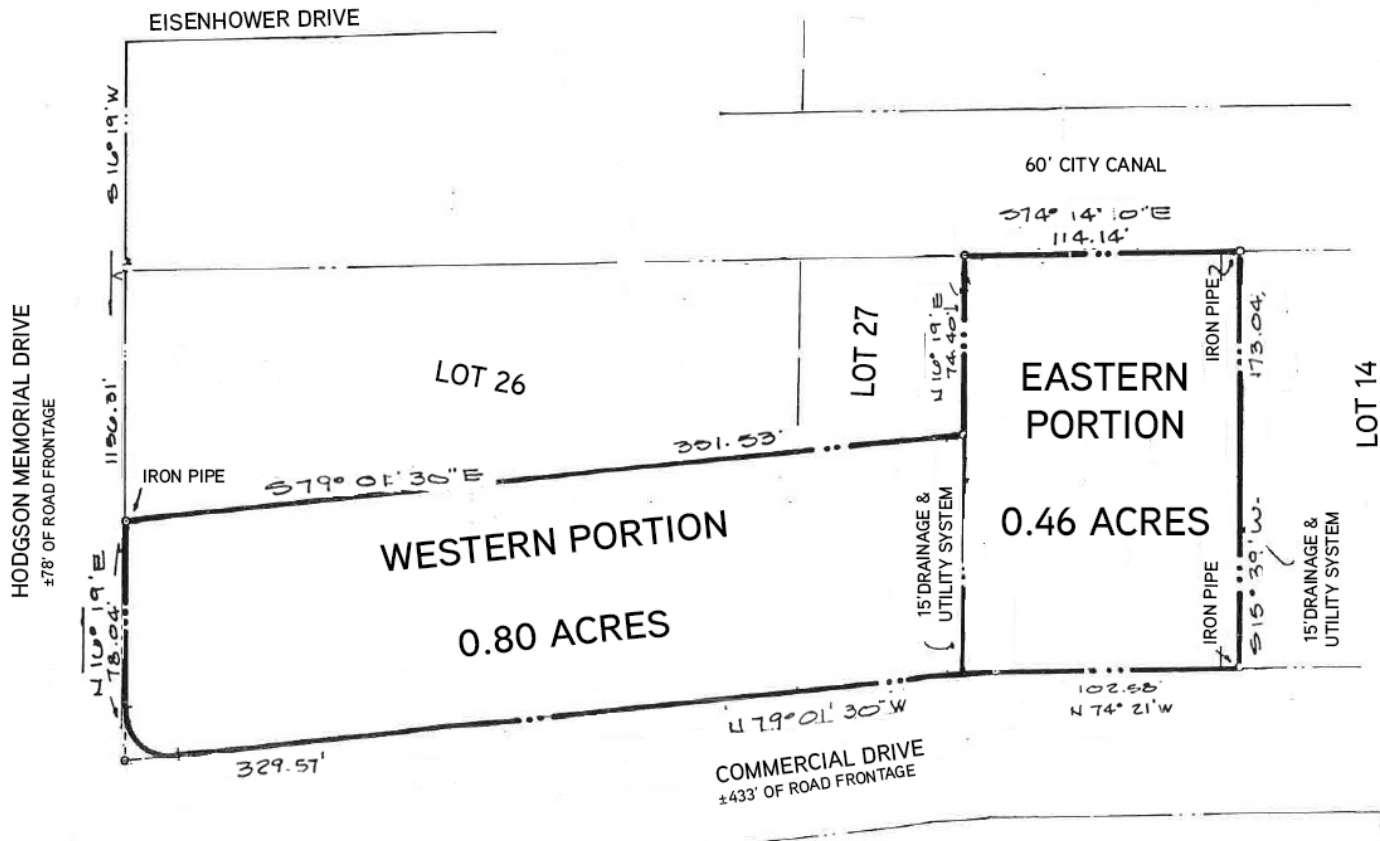 EISENHOWER DRIVE
S 16° 19' W
60' CITY CANAL
S74° 14' 10" E
114.14'
HODGSON MEMORIAL DRIVE
±78' OF ROAD FRONTAGE
1156.31'
LOT 26
LOT 27
N 16° 19' E
74.40'
IRON PIPE
173.04'
LOT 14
EASTERN
PORTION
0.46 ACRES
IRON PIPE
S79° 01' 30" E
351.53'
WESTERN PORTION
0.80 ACRES
15' DRAINAGE &
UTILITY SYSTEM
IRON PIPE
S 15° 39' W
15' DRAINAGE &
UTILITY SYSTEM
N 16° 19' E
78.04'
329.57'
N 79° 01' 30" W
102.58'
N 74° 21' W
COMMERCIAL DRIVE
±433' OF ROAD FRONTAGE